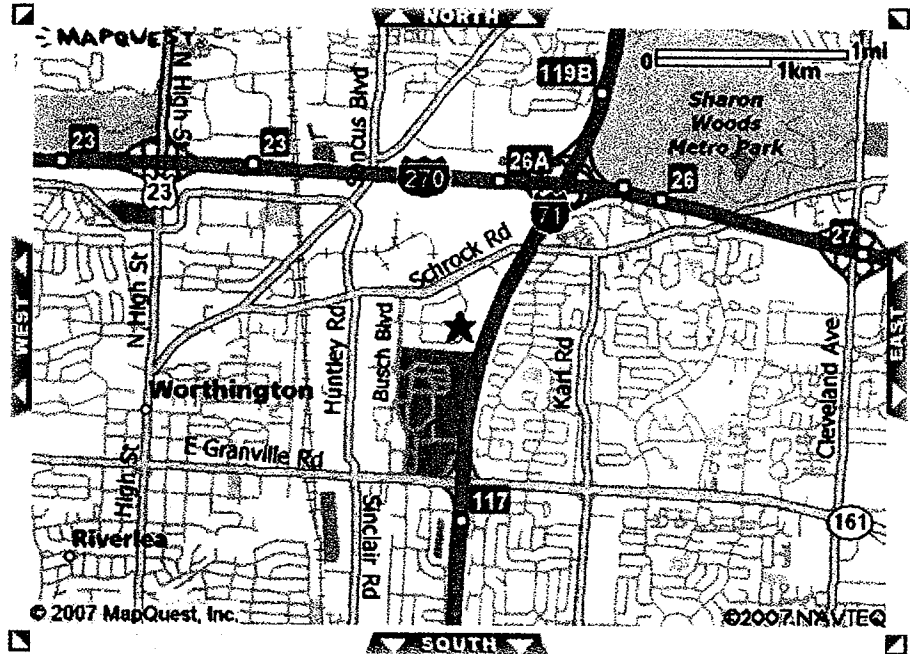 NORTH
MAPQUEST
N High St
Blvd
119B
0
1mi
1km
Sharon
Woods
Metro Park
23
23
26A
270
26
23
71
27
Schrock Rd
N High St
Huntley Rd
Busch Blvd
Karl Rd
Cleveland Ave
WEST
EAST
Worthington
E Granville Rd
High St
117
161
Sinclair Rd
Riverlea
© 2007 MapQuest, Inc.
©2007 NAVTEQ
SOUTH